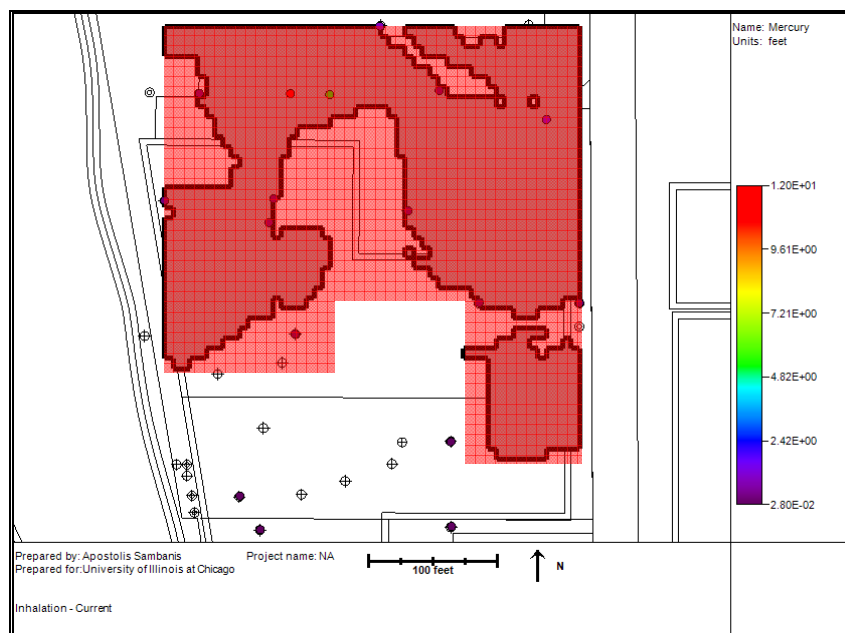 Name: Mercury
Units: feet
1.20E+01
9.61E+00
7.21E+00
4.82E+00
2.42E+00
2.80E-02
Prepared by: Apostolis Sambanis
Project name: NA
Prepared for:University of Illinois at Chicago
100 feet
N
Inhalation - Current